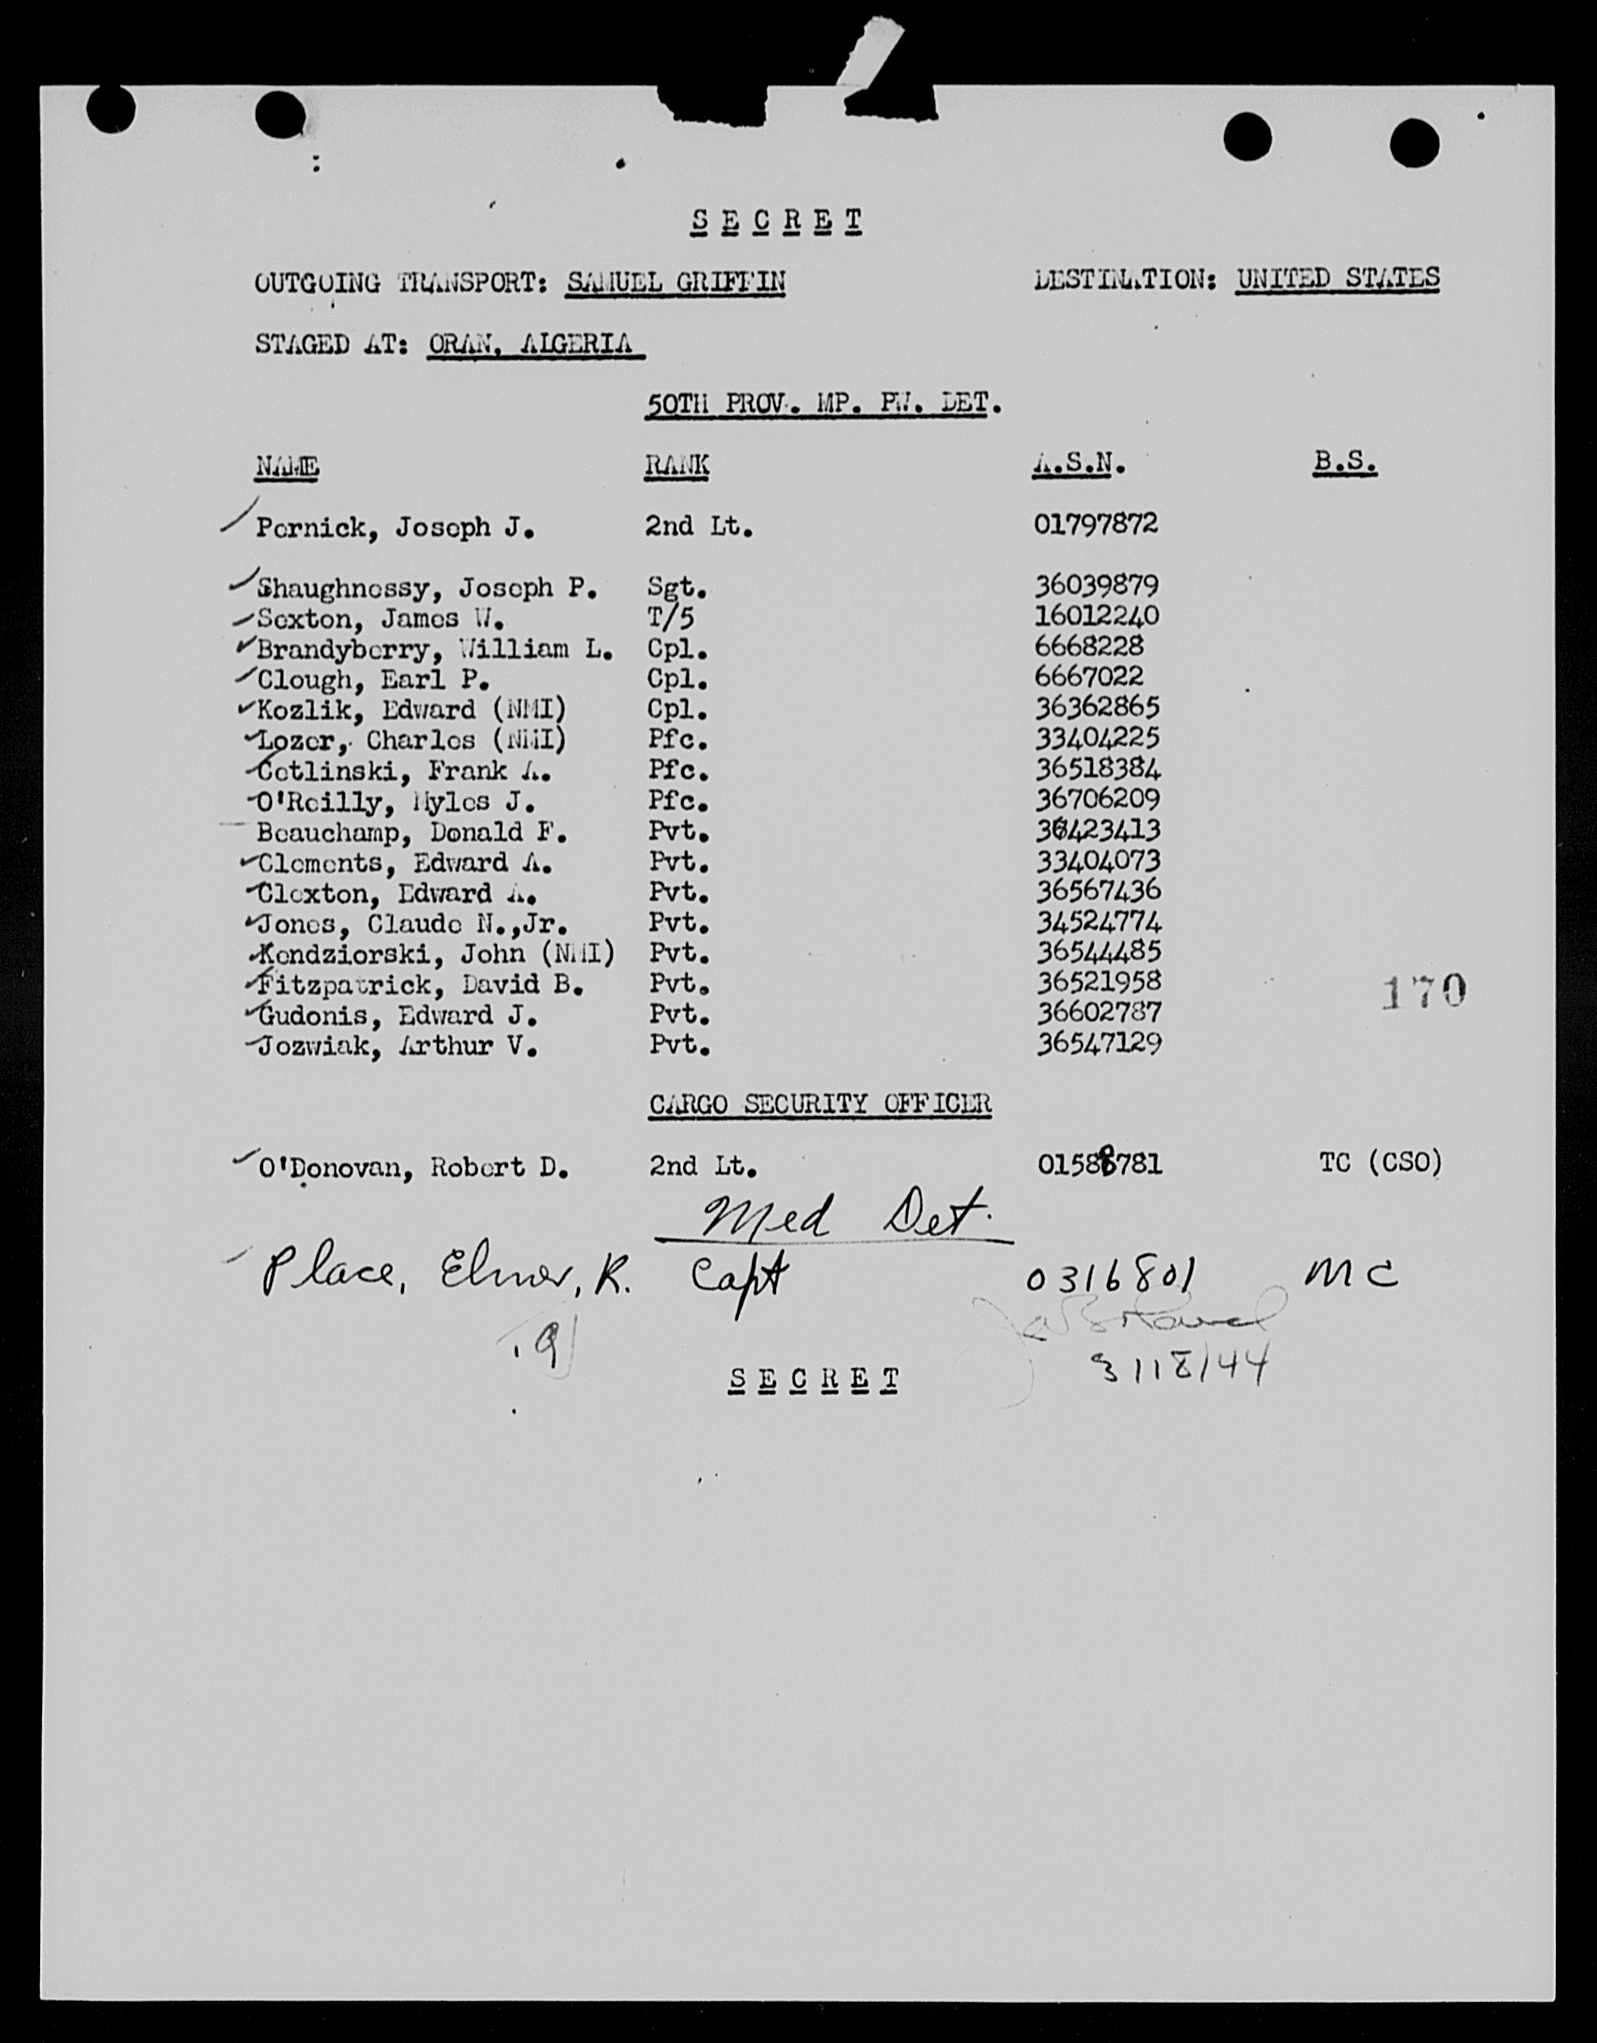 SECRET
OUTGOING TRANSPORT: SAMUEL GRIFFIN DESTINATION: UNITED STATES
STAGED AT: ORAN, ALGERIA
50TH PROV. MP. PW. DET.
NAME RANK A.S.N. B.S.
Pernick, Joseph J. 2nd Lt. 01797872
Shaughnessy, Joseph P. Sgt. 36039879
Sexton, James W. T/5 16012240
Brandyberry, William L. Cpl. 6668228
Clough, Earl P. Cpl. 6667022
Kozlik, Edward (NMI) Cpl. 36362865
Lozer, Charles (NMI) Pfc. 33404225
Cetlinski, Frank A. Pfc. 36518384
O'Reilly, Myles J. Pfc. 36706209
Beauchamp, Donald F. Pvt. 36423413
Clements, Edward A. Pvt. 33404073
Clexton, Edward A. Pvt. 36567436
Jones, Claude N.,Jr. Pvt. 34524774
Kendziorski, John (NMI) Pvt. 36544485
Fitzpatrick, David B. Pvt. 36521958
170
Gudonis, Edward J. Pvt. 36602787
Jozwiak, Arthur V. Pvt. 36547129
CARGO SECURITY OFFICER
O'Donovan, Robert D. 2nd Lt. 01588781 TC (CSO)
Med Det.
Place, Elmer, R. Capt 0316801 MC
19
3/18/44
SECRET